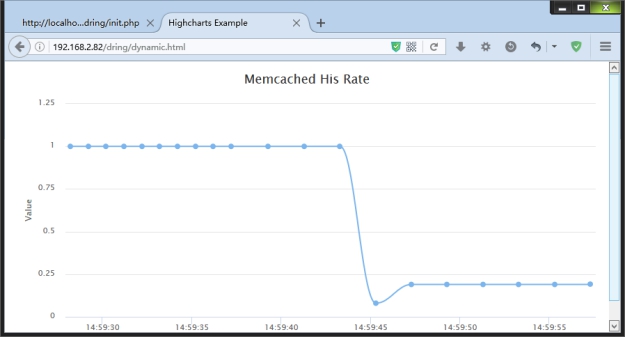 http://localho...dring/init.php
Highcharts Example
192.168.2.82/dring/dynamic.html
Memcached His Rate
1.25
1
0.75
0.5
0.25
0
Value
14:59:30
14:59:35
14:59:40
14:59:45
14:59:50
14:59:55